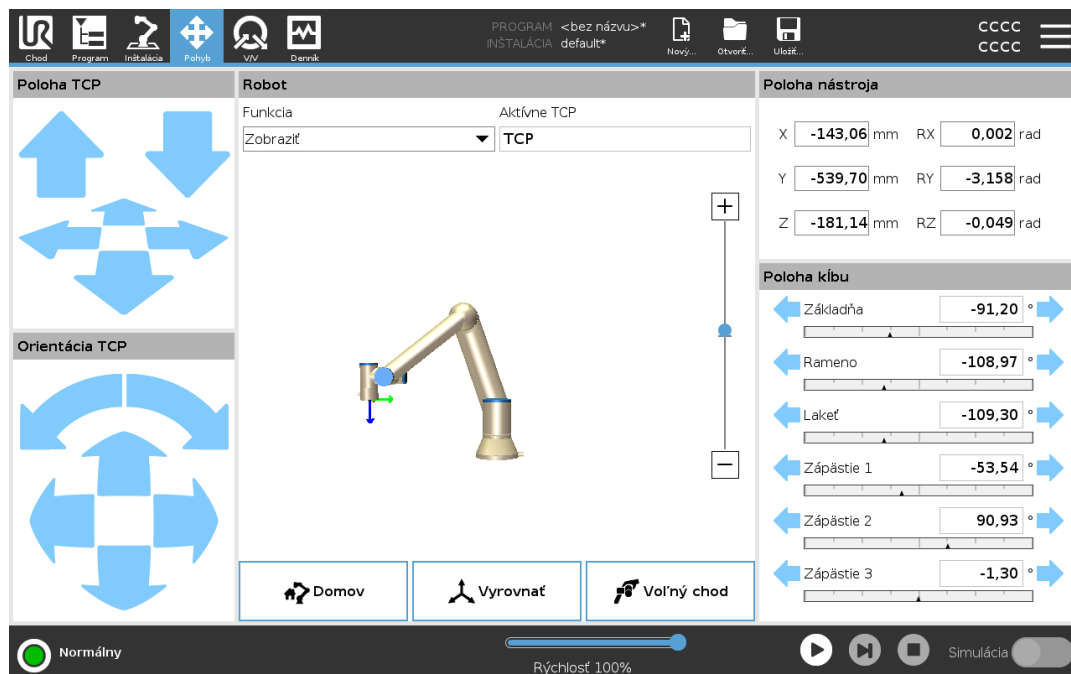 UR
Chod
Program
Inštalácia
Pohyb
V/V
Denník
PROGRAM <bez názvu>*
INŠTALÁCIA default*
Nový...
Otvoriť...
Uložiť...
CCCC
CCCC
Poloha TCP
Orientácia TCP
Robot
Funkcia
Zobraziť
Aktívne TCP
TCP
+
−
Domov
Vyrovnať
Voľný chod
Poloha nástroja
X -143,06 mm RX 0,002 rad
Y -539,70 mm RY -3,158 rad
Z -181,14 mm RZ -0,049 rad
Poloha kĺbu
Základňa -91,20 °
Rameno -108,97 °
Lakeť -109,30 °
Zápästie 1 -53,54 °
Zápästie 2 90,93 °
Zápästie 3 -1,30 °
Normálny
Rýchlosť 100%
Simulácia